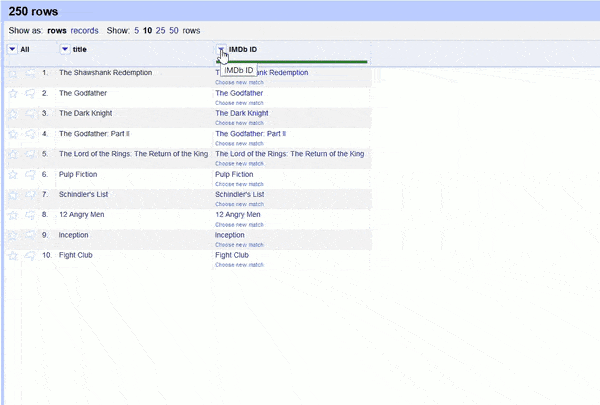 250 rows
Show as: rows records Show: 5 10 25 50 rows
All title IMDb ID
IMDb ID
1. The Shawshank Redemption T ank Redemption
Choose new match
2. The Godfather The Godfather
Choose new match
3. The Dark Knight The Dark Knight
Choose new match
4. The Godfather: Part II The Godfather: Part II
Choose new match
5. The Lord of the Rings: The Return of the King The Lord of the Rings: The Return of the King
Choose new match
6. Pulp Fiction Pulp Fiction
Choose new match
7. Schindler's List Schindler's List
Choose new match
8. 12 Angry Men 12 Angry Men
Choose new match
9. Inception Inception
Choose new match
10. Fight Club Fight Club
Choose new match